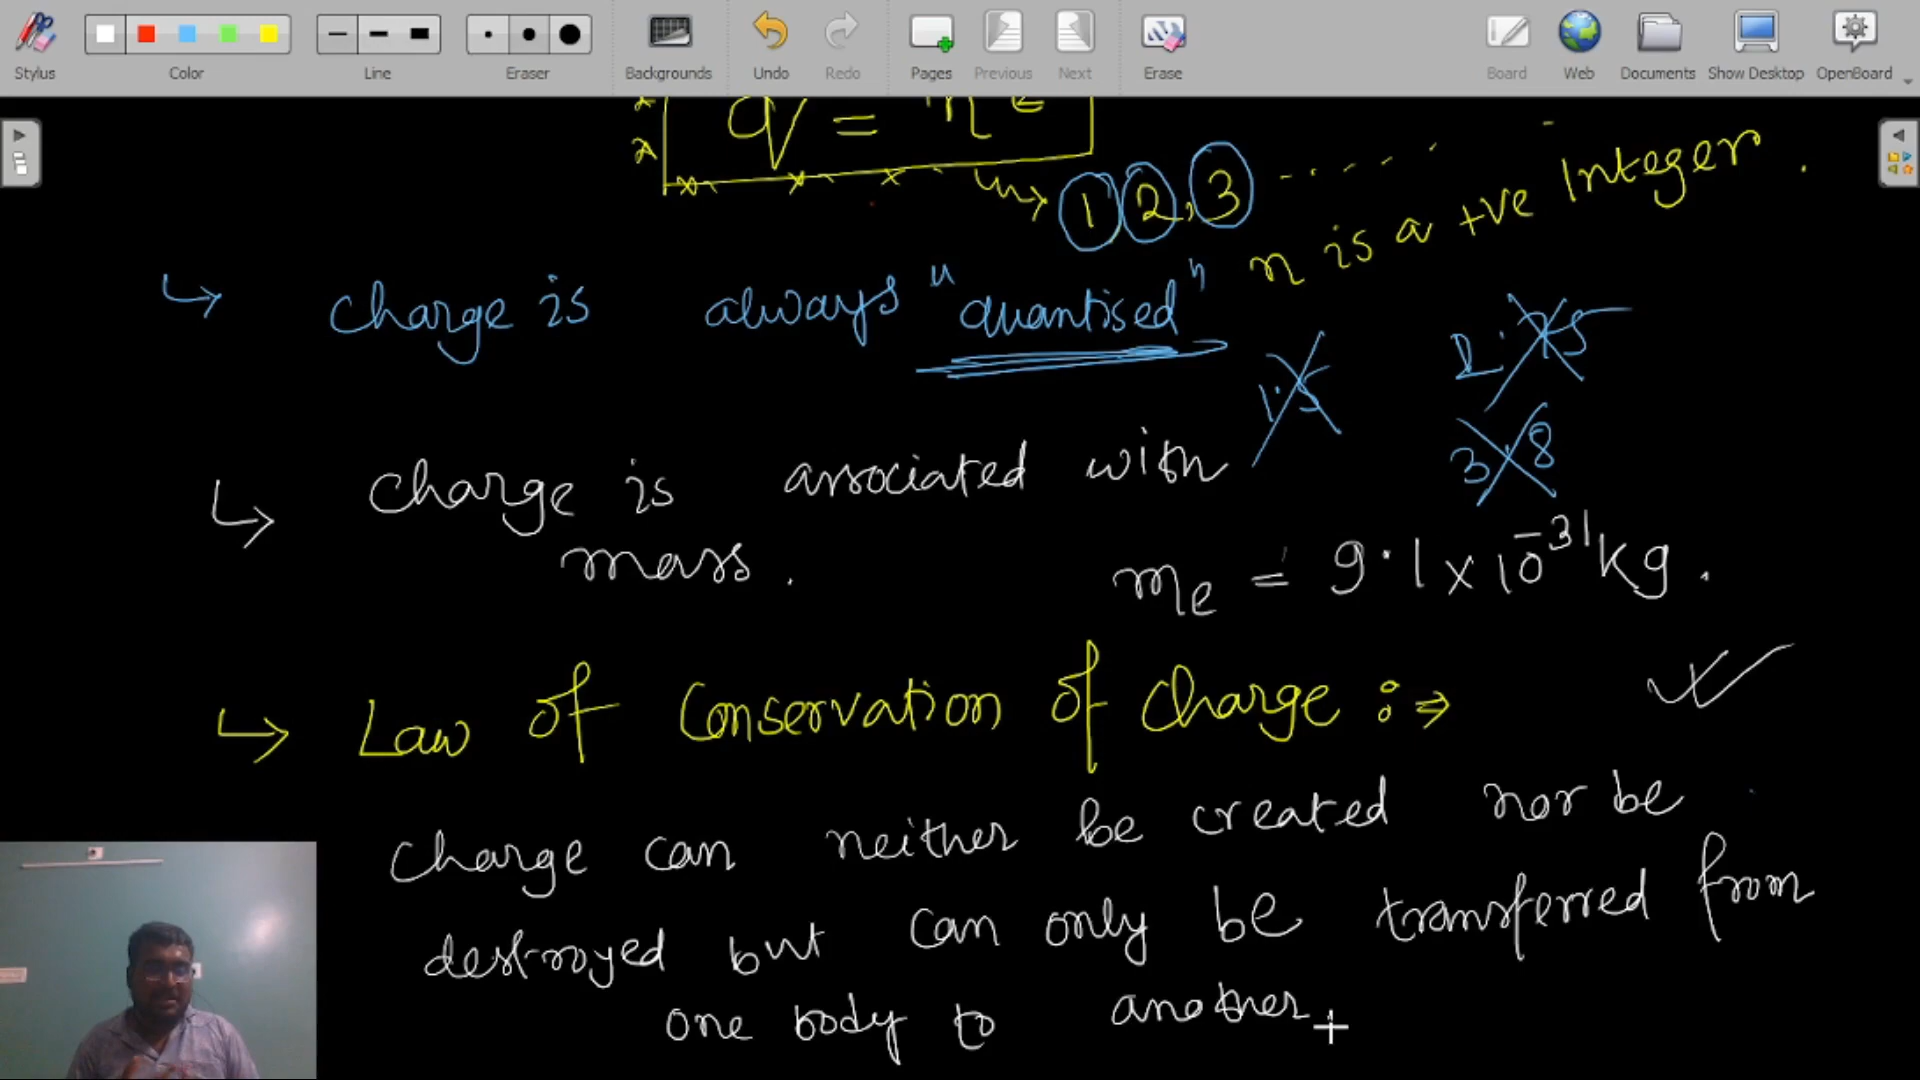 Stylus Color Line Eraser Backgrounds Undo Redo Pages Previous Next Erase Board Web Documents Show Desktop OpenBoard
q = ne
1 2, 3 .......
n is a +ve Integer.
↳ charge is always "quantised"
1.5 2.75
3.8
↳ charge is associated with
mass.
me = 9.1 x 10^-31 kg.
↳ Law of Conservation of charge :⇒
charge can neither be created nor be
destroyed but can only be transferred from
one body to another